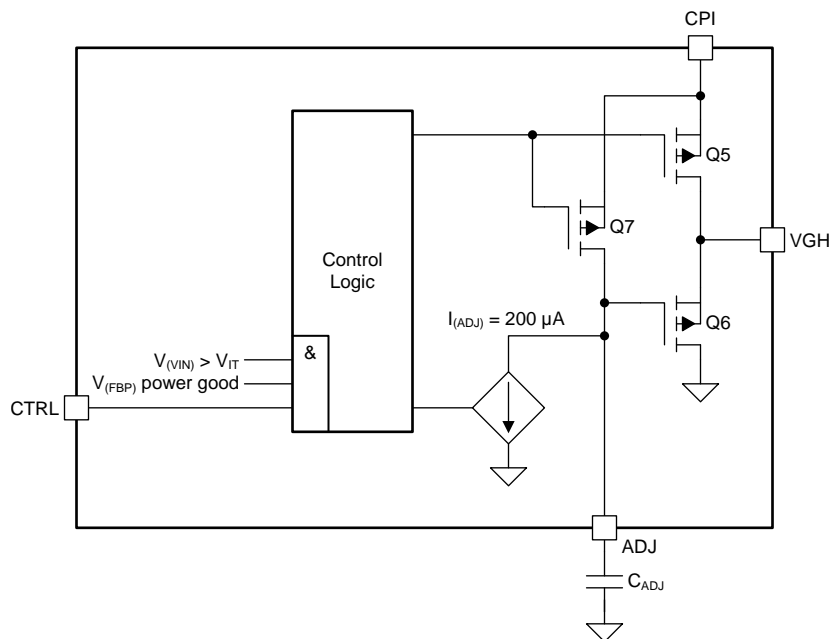 CPI
Q5
Q7
VGH
Control
Logic
I(ADJ) = 200 µA
Q6
&
V(VIN) > VIT
V(FBP) power good
CTRL
ADJ
CADJ